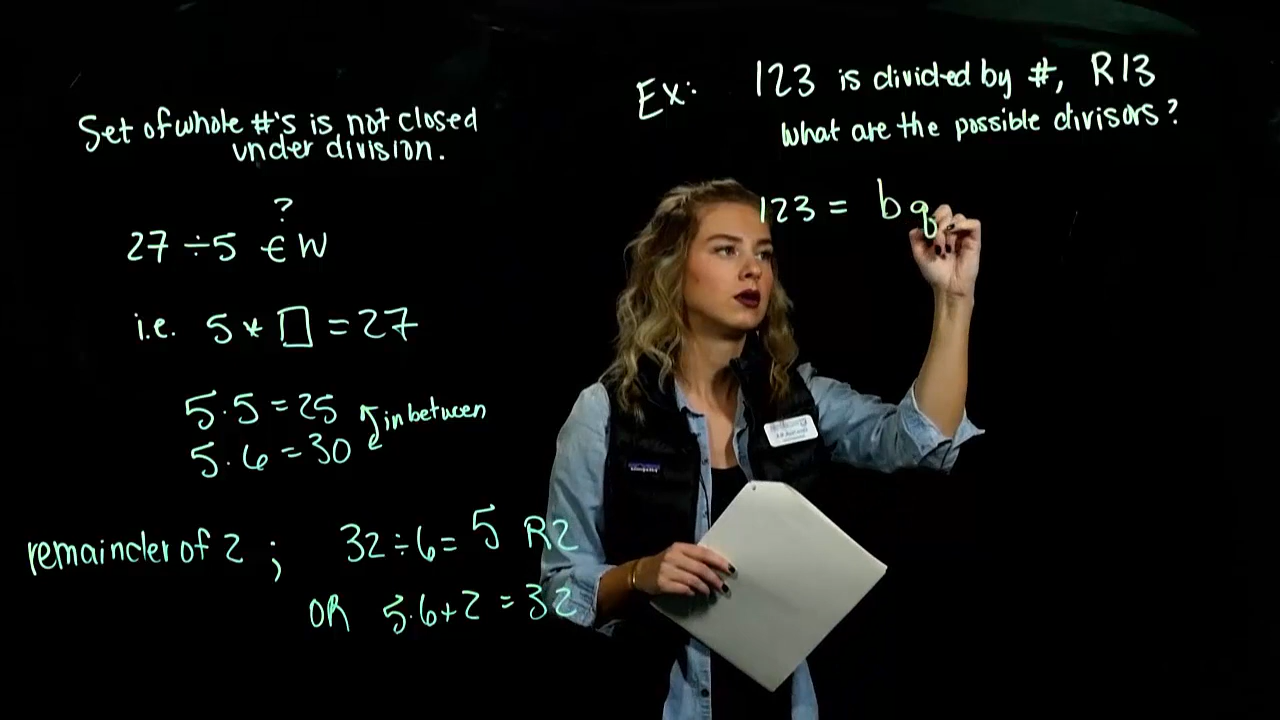 Set of whole #'s is not closed
under division.
?
27 ÷ 5 ∈ W
i.e. 5 * □ = 27
5·5 = 25
in between
5·6 = 30
remainder of 2 ; 32 ÷ 6 = 5 R2
OR 5·6+2 = 32
Ex: 123 is divided by #, R13
What are the possible divisors?
123 = bq